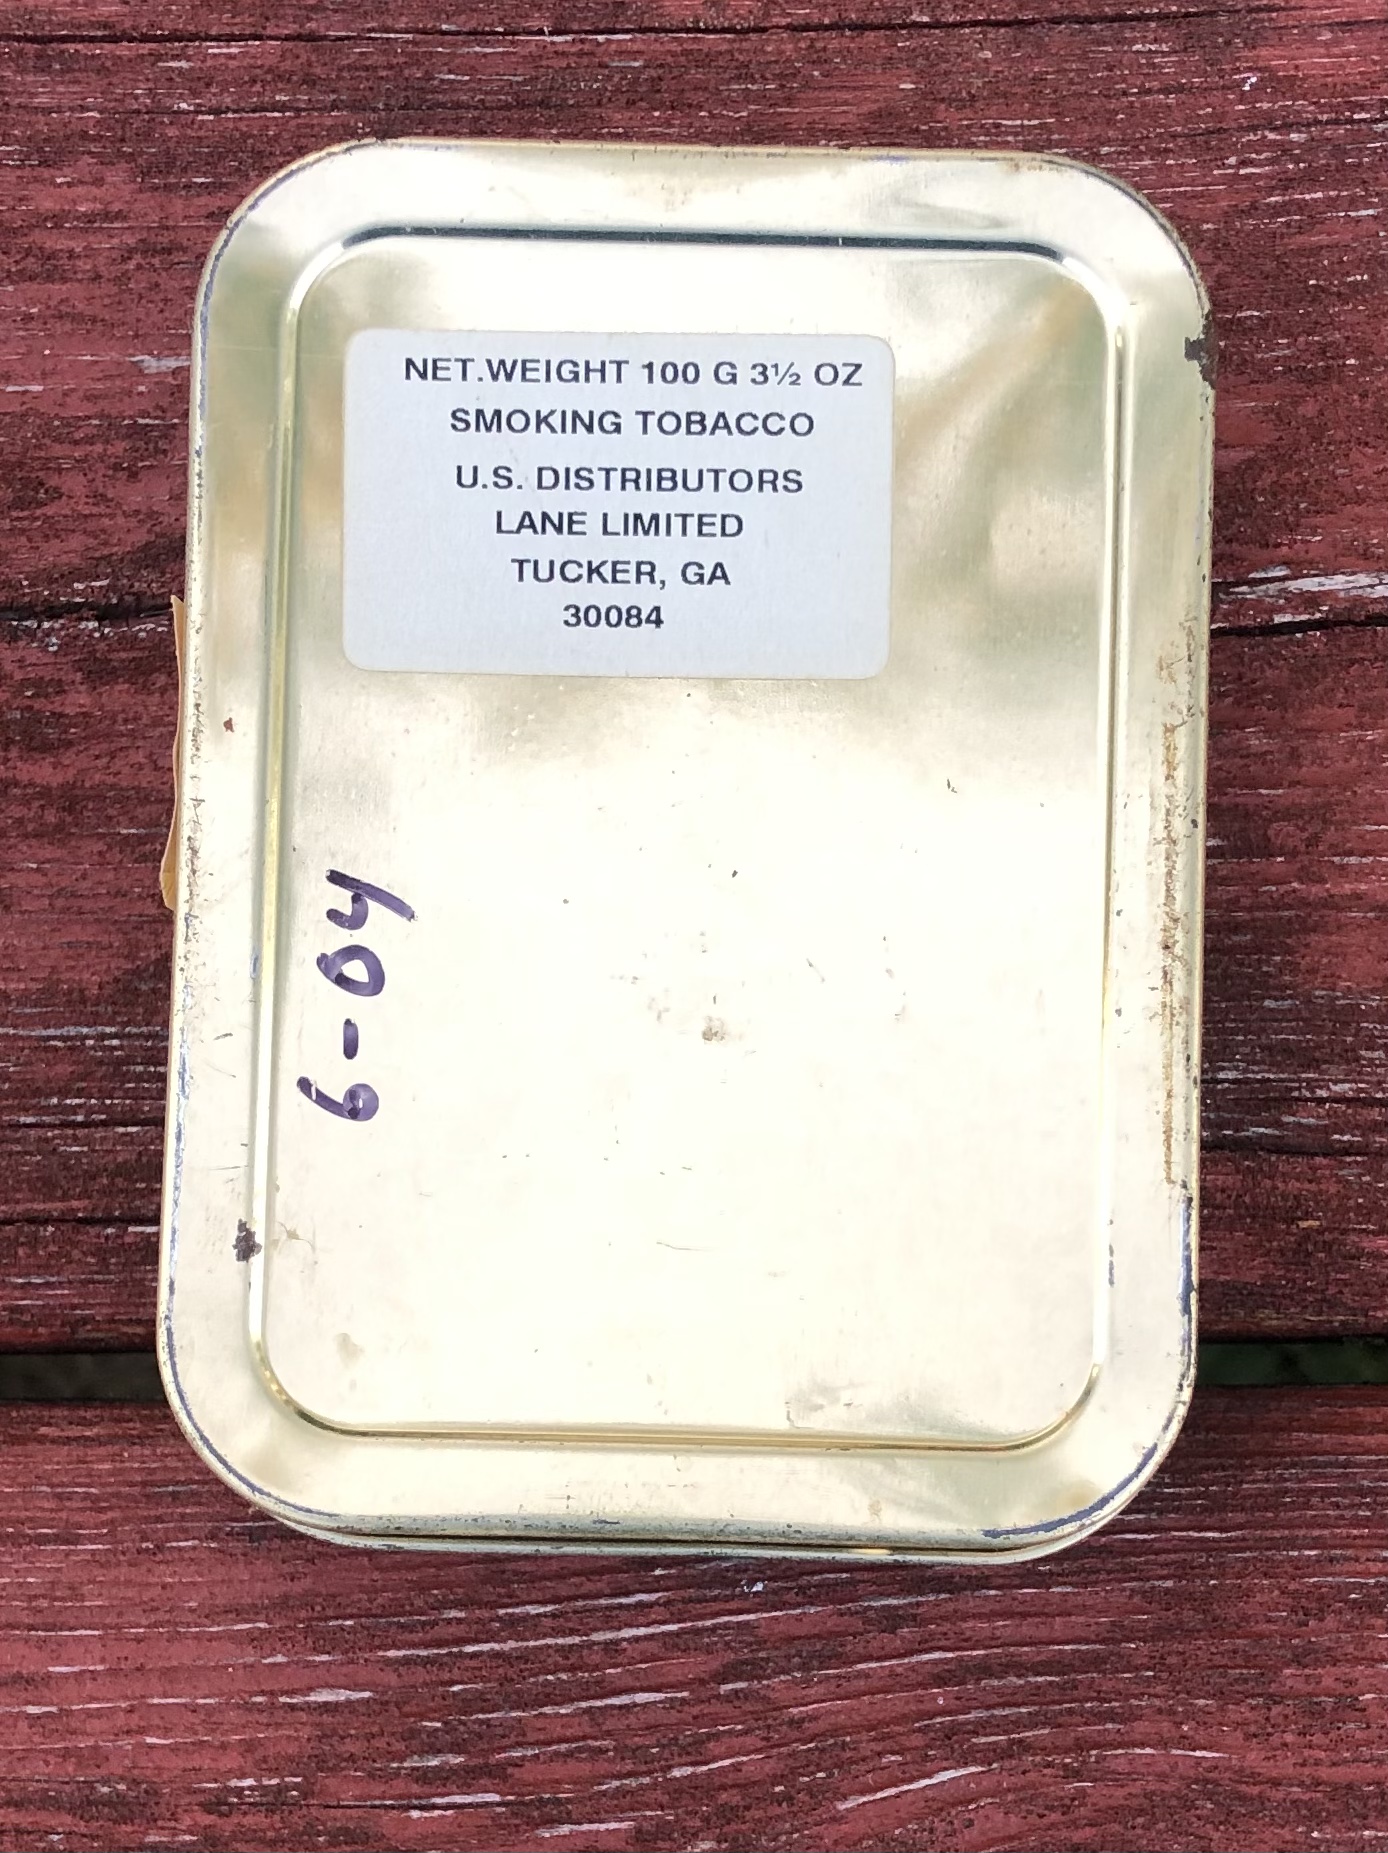 NET.WEIGHT 100 G 3½ OZ
SMOKING TOBACCO
U.S. DISTRIBUTORS
LANE LIMITED
TUCKER, GA
30084
6-04